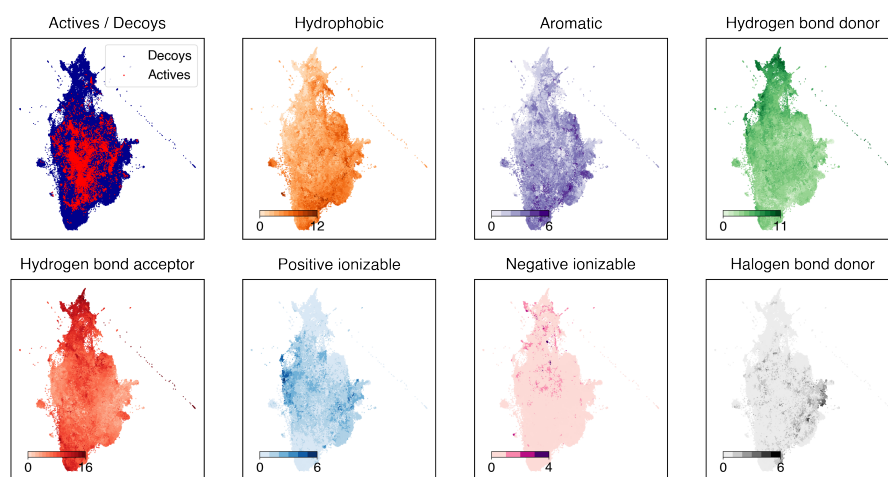 Actives / Decoys
Hydrophobic
Aromatic
Hydrogen bond donor
Decoys
Actives
0 12
0 6
0 11
Hydrogen bond acceptor
Positive ionizable
Negative ionizable
Halogen bond donor
0 16
0 6
0 4
0 6